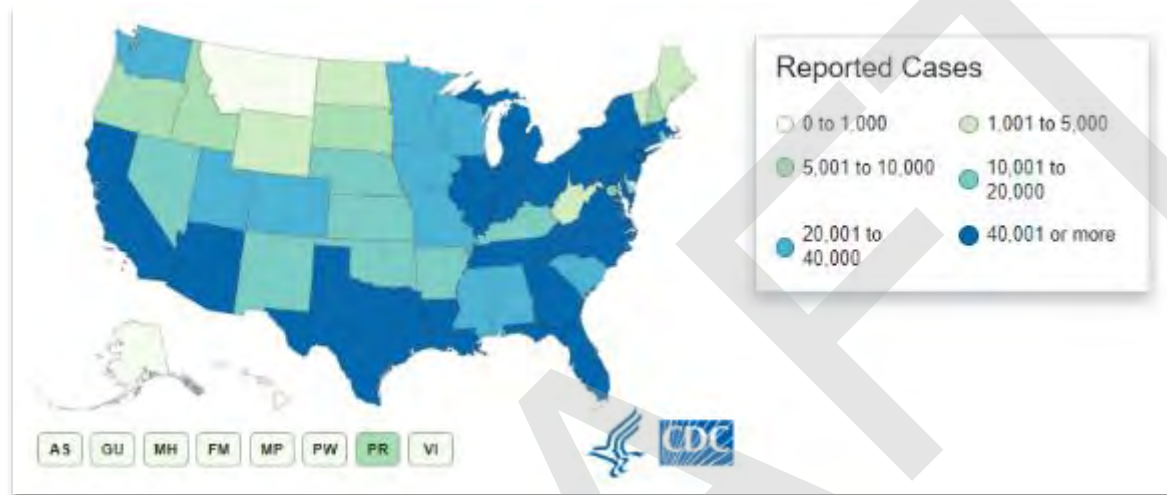 Reported Cases
0 to 1,000
1,001 to 5,000
5,001 to 10,000
10,001 to
20,000
20,001 to
40,000
40,001 or more
AS GU MH FM MP PW PR VI
CDC